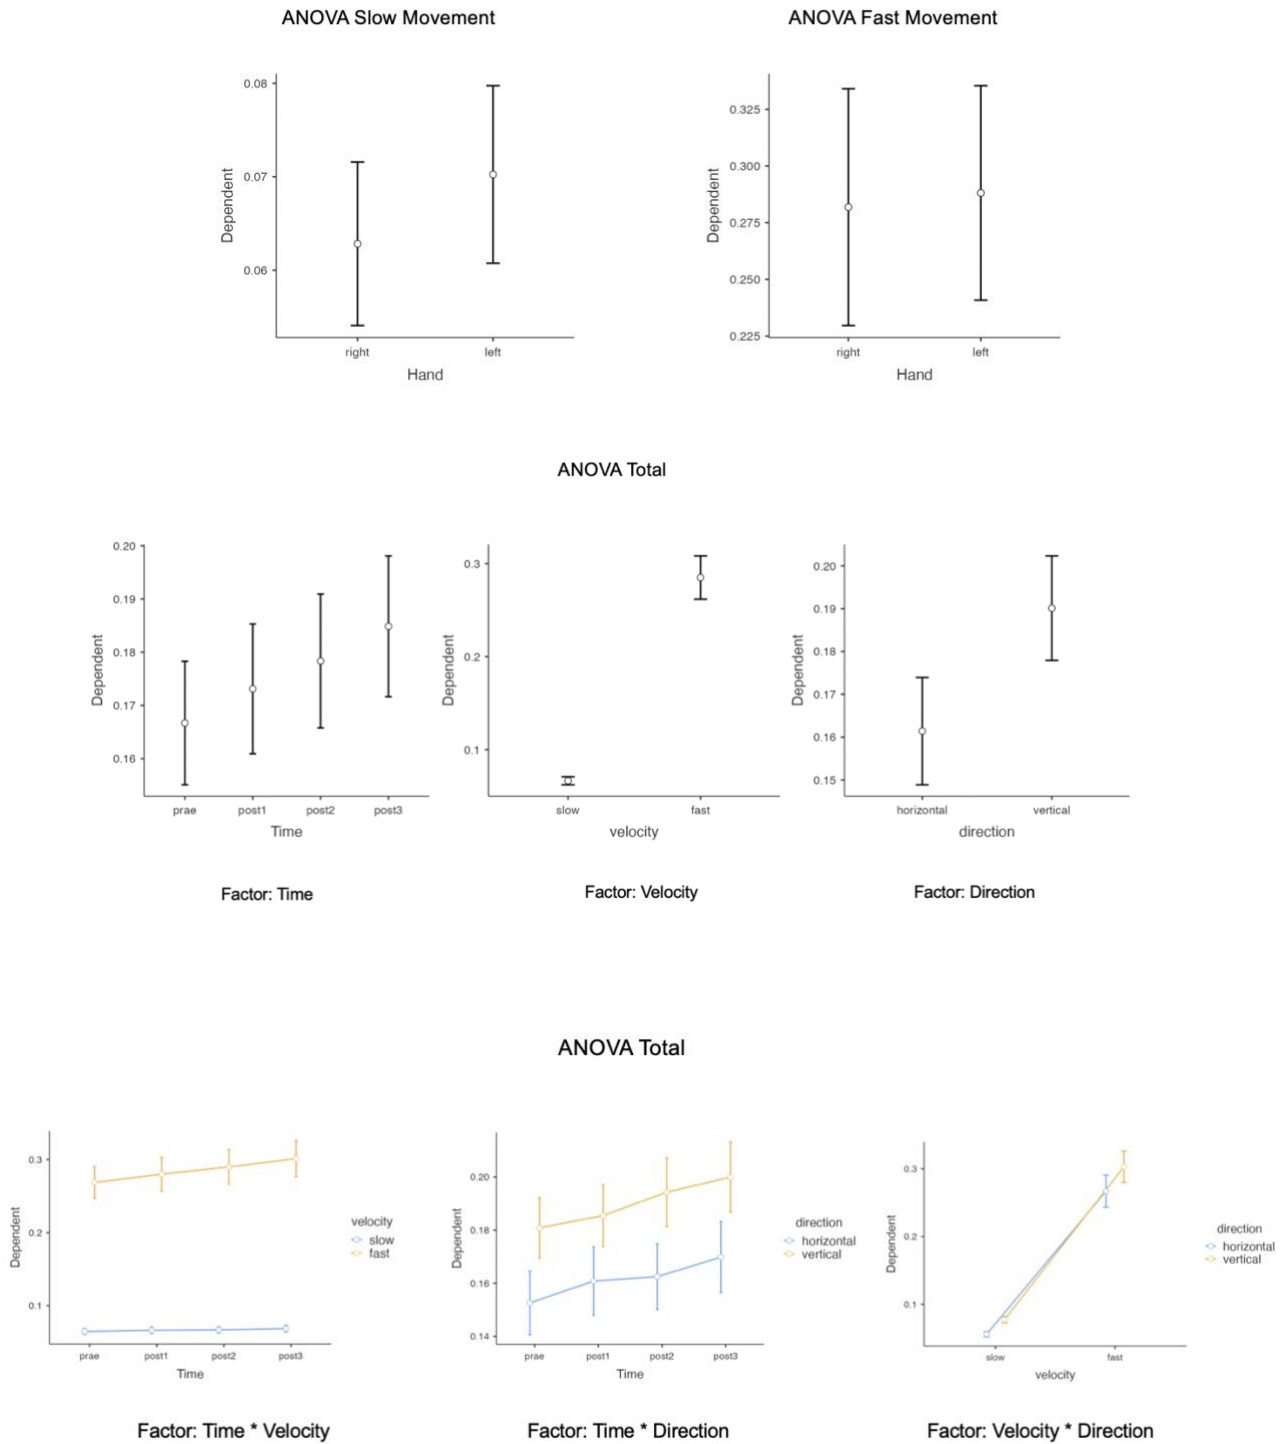 ANOVA Slow Movement
ANOVA Fast Movement
0.08
0.07
0.06
Dependent
right
left
Hand
0.325
0.300
0.275
0.250
0.225
Dependent
right
left
Hand
ANOVA Total
0.20
0.19
0.18
0.17
0.16
Dependent
prae
post1
post2
post3
Time
Factor: Time
0.3
0.2
0.1
Dependent
slow
fast
velocity
Factor: Velocity
0.20
0.19
0.18
0.17
0.16
0.15
Dependent
horizontal
vertical
direction
Factor: Direction
ANOVA Total
0.3
0.2
0.1
Dependent
prae
post1
post2
post3
Time
velocity
slow
fast
Factor: Time * Velocity
0.20
0.18
0.16
0.14
Dependent
prae
post1
post2
post3
Time
direction
horizontal
vertical
Factor: Time * Direction
0.3
0.2
0.1
Dependent
slow
fast
velocity
direction
horizontal
vertical
Factor: Velocity * Direction